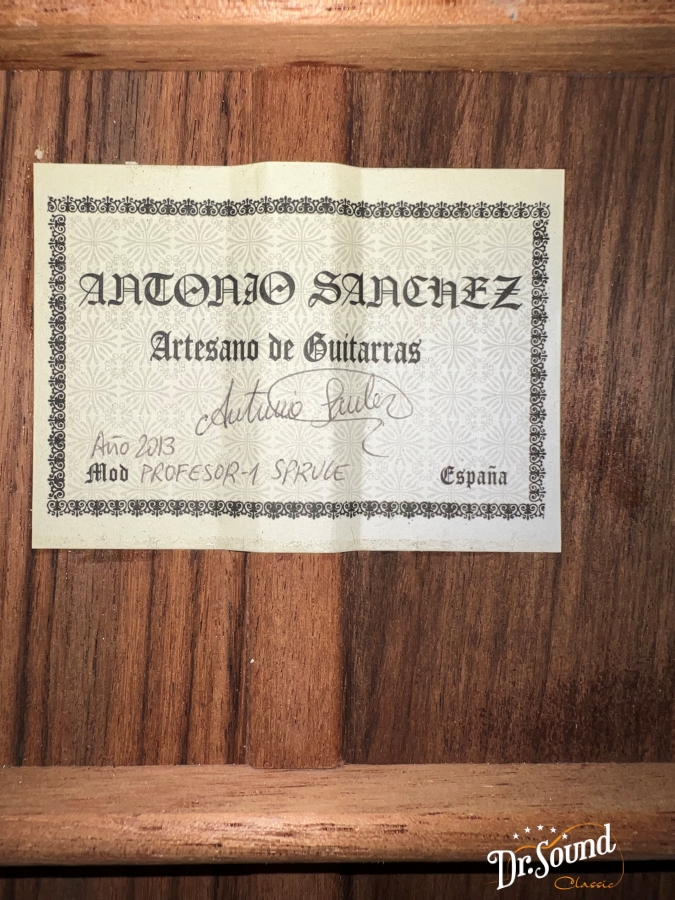 ANTONIO SANCHEZ
Artesano de Guitarras
Antonio Sanchez
Año 2013
Mod PROFESOR-1 SPRUCE
España
Dr. Sound
Classic